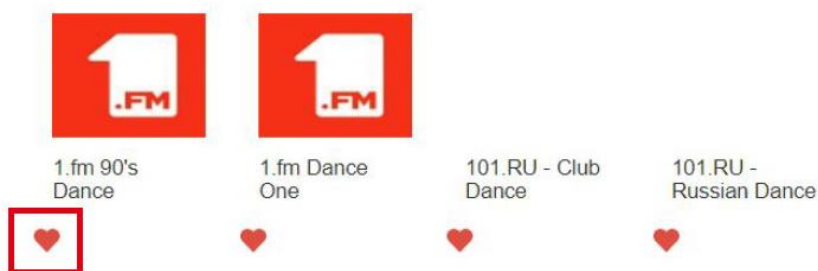 .FM
.FM
1.fm 90's
Dance
1.fm Dance
One
101.RU - Club
Dance
101.RU -
Russian Dance